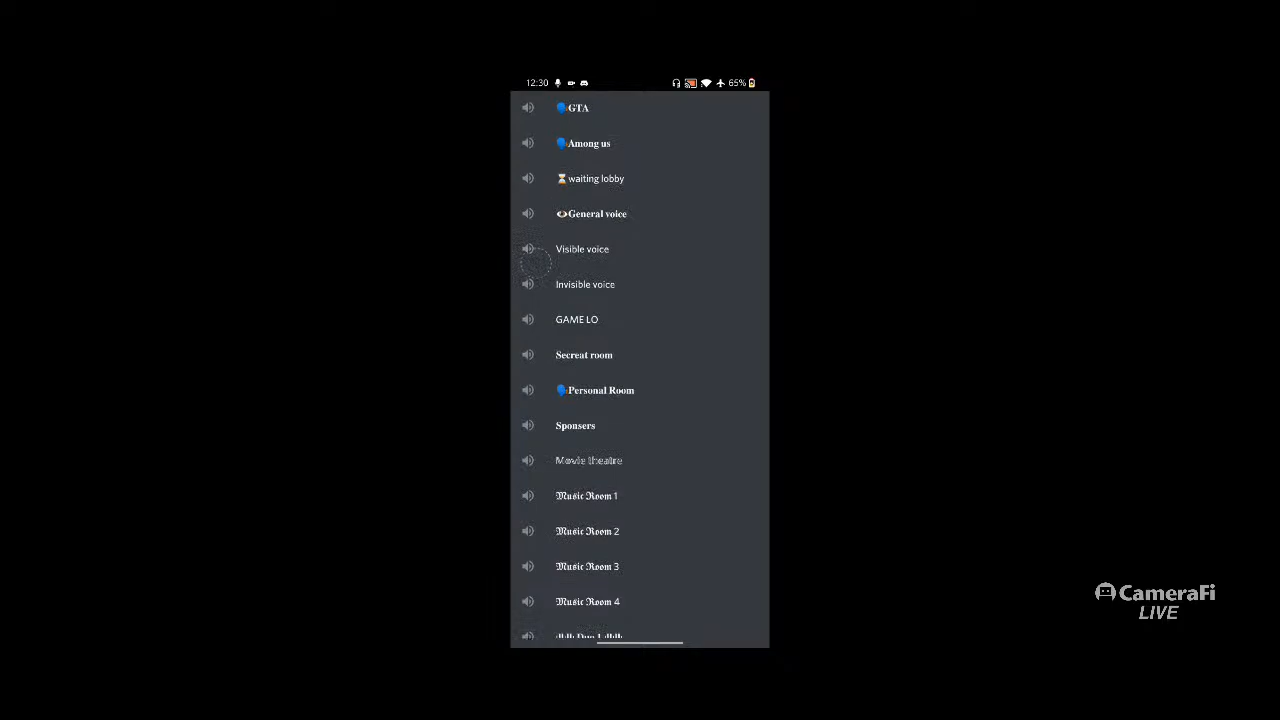 12:30 65%
GTA
Among us
waiting lobby
General voice
Visible voice
Invisible voice
GAME LO
Secreat room
Personal Room
Sponsers
Movie theatre
Music Room 1
Music Room 2
Music Room 3
Music Room 4
CameraFi
LIVE